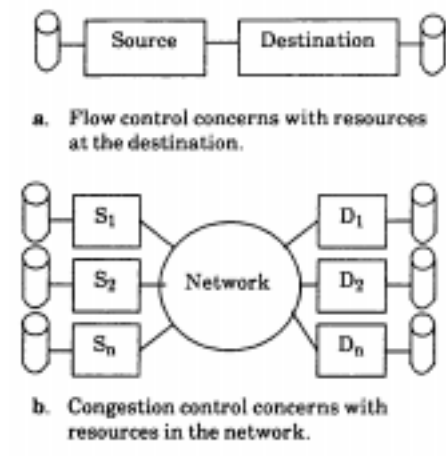 Source Destination
a. Flow control concerns with resources
at the destination.
S₁ D₁
S₂ Network D₂
Sₙ Dₙ
b. Congestion control concerns with
resources in the network.